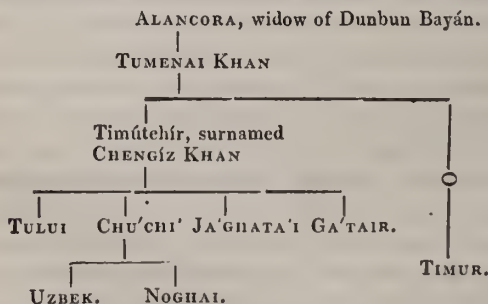 ALANCORA, widow of Dunbun Bayán.
TUMENAI KHAN
Timútchír, surnamed
CHENGÍZ KHAN
TULUI CHU'CHI' JA'GHATA'I GA'TAIR.
TIMUR.
UZBEK. NOGHAI.